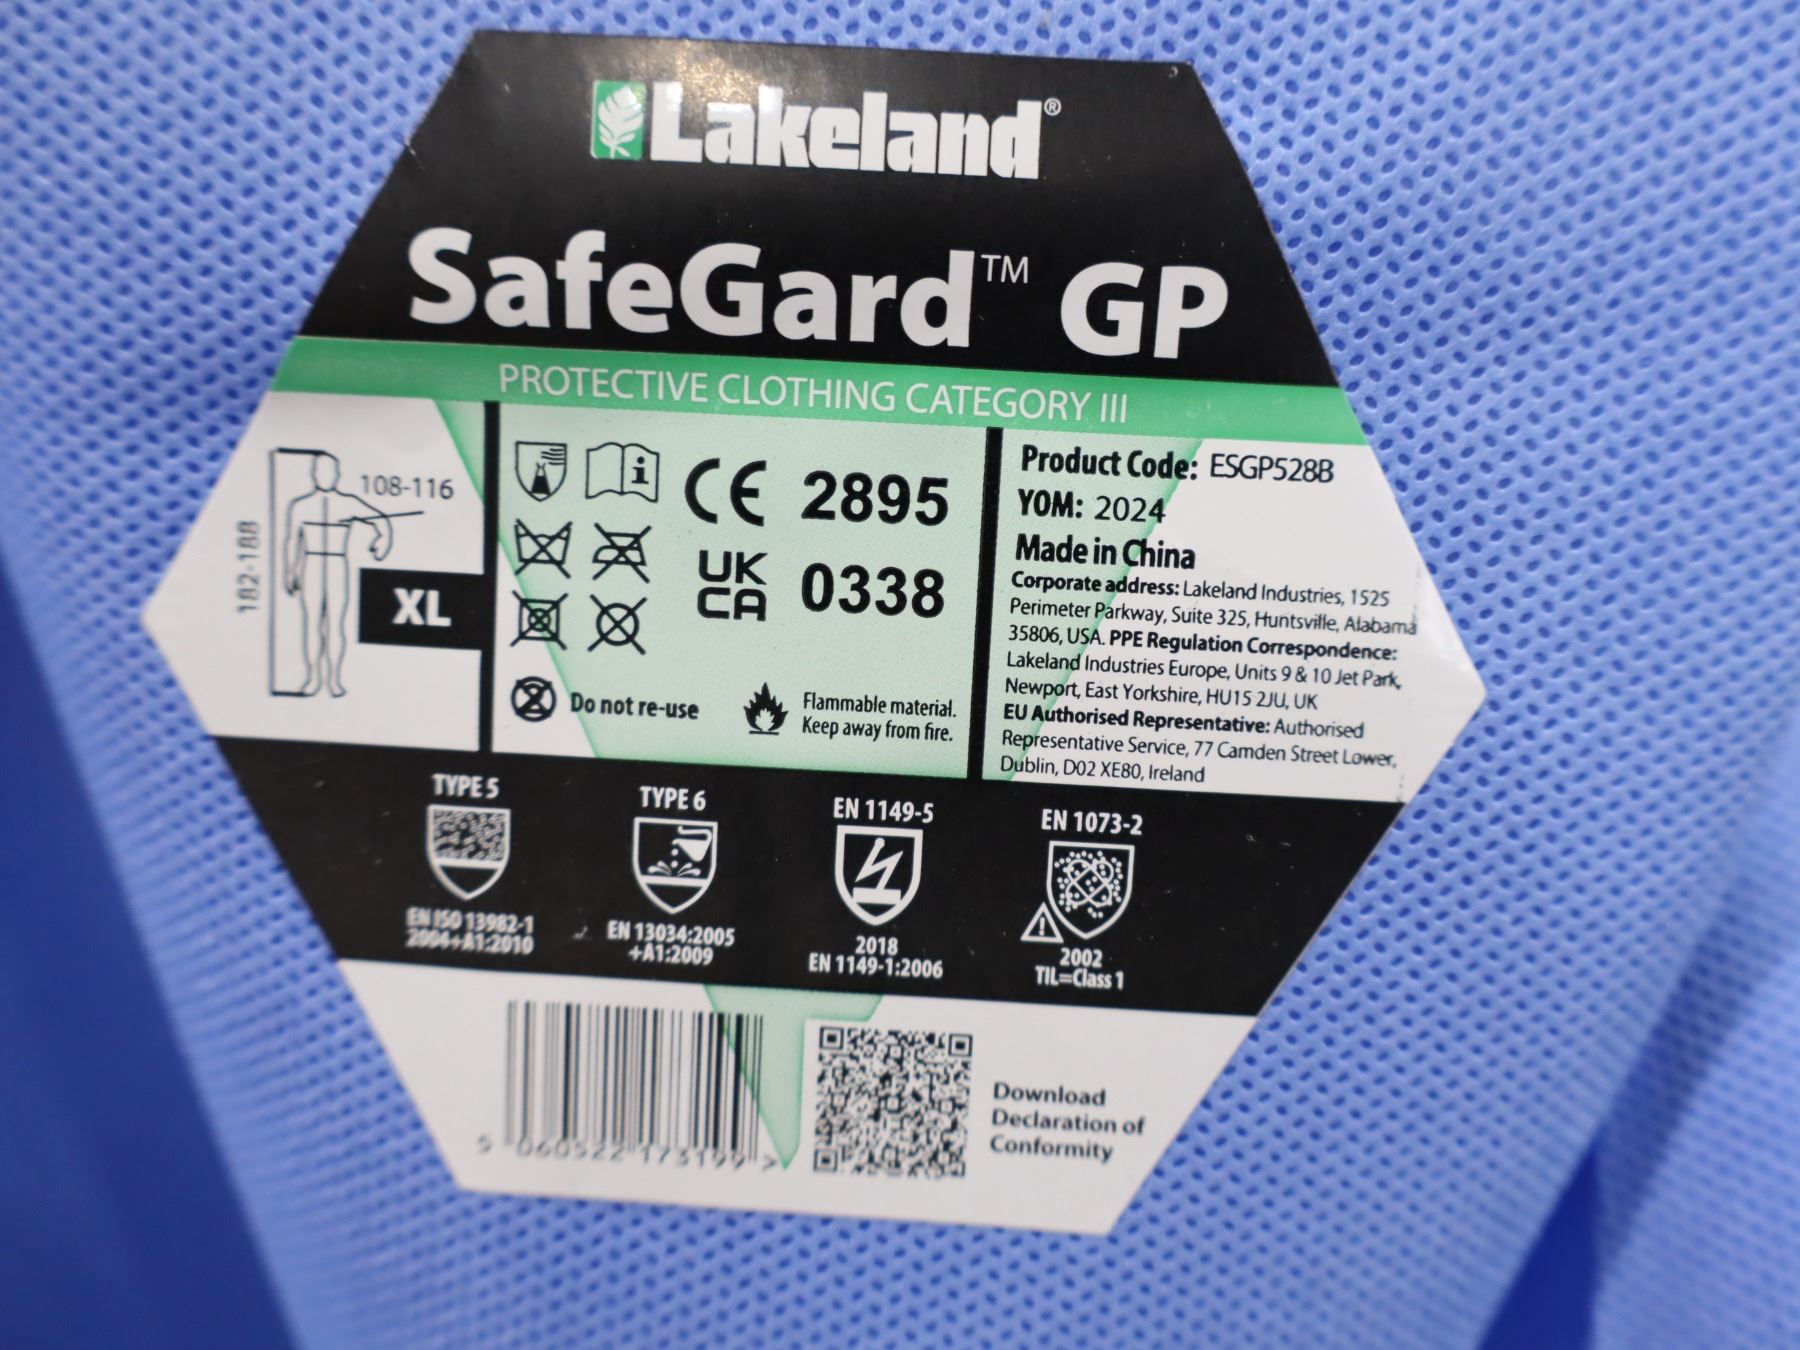 Lakeland®
SafeGard™ GP
PROTECTIVE CLOTHING CATEGORY III
108-116
182-188
XL
CE 2895
UK
CA 0338
Do not re-use
Flammable material.
Keep away from fire.
Product Code: ESGP528B
YOM: 2024
Made in China
Corporate address: Lakeland Industries, 1525
Perimeter Parkway, Suite 325, Huntsville, Alabama
35806, USA. PPE Regulation Correspondence:
Lakeland Industries Europe, Units 9 & 10 Jet Park,
Newport, East Yorkshire, HU15 2JU, UK
EU Authorised Representative: Authorised
Representative Service, 77 Camden Street Lower,
Dublin, D02 XE80, Ireland
TYPE 5
EN ISO 13982-1
2004+A1:2010
TYPE 6
EN 13034:2005
+A1:2009
EN 1149-5
2018
EN 1149-1:2006
EN 1073-2
2002
TIL=Class 1
5 060522 173199 >
Download
Declaration of
Conformity